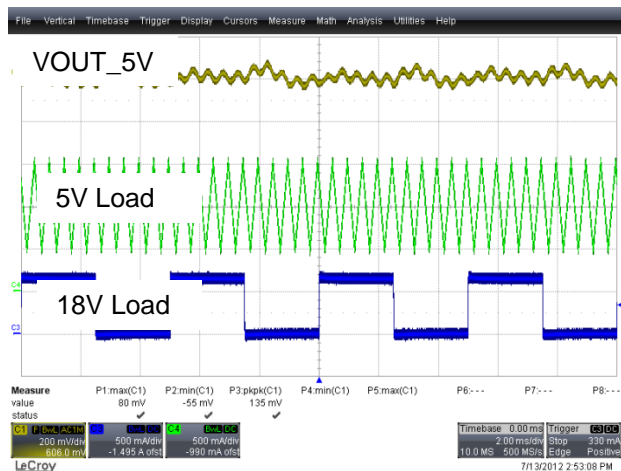 File Vertical Timebase Trigger Display Cursors Measure Math Analysis Utilities Help
VOUT_5V
5V Load
C4
18V Load
C3
Measure P1:max(C1) P2:min(C1) P3:pkpk(C1) P4:min(C1) P5:max(C1) P6:- - - P7:- - - P8:- - -
value 80 mV -55 mV 135 mV
status
C1 F BwL AC1M
200 mV/div
606.0 mV
BwL DC
500 mA/div
-1.495 A ofst
C4 BwL DC
500 mA/div
-990 mA ofst
Timebase 0.00 ms
2.00 ms/div
10.0 MS 500 MS/s
Trigger C3 DC
Stop 330 mA
Edge Positive
LeCroy
7/13/2012 2:53:08 PM